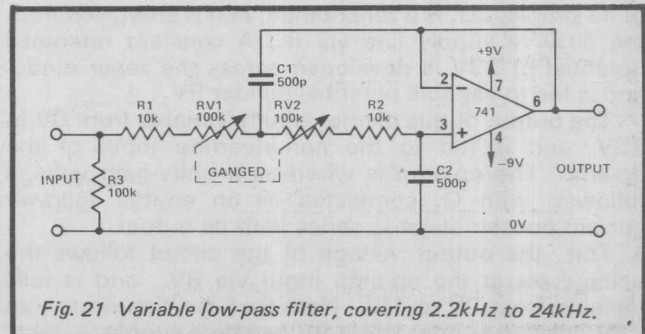 C1
500p
+9V
R1
10k
RV1
100k
RV2
100k
R2
10k
2
7
741
6
3
4
-9V
INPUT
R3
100k
GANGED
C2
500p
OUTPUT
0V
Fig. 21 Variable low-pass filter, covering 2.2kHz to 24kHz.